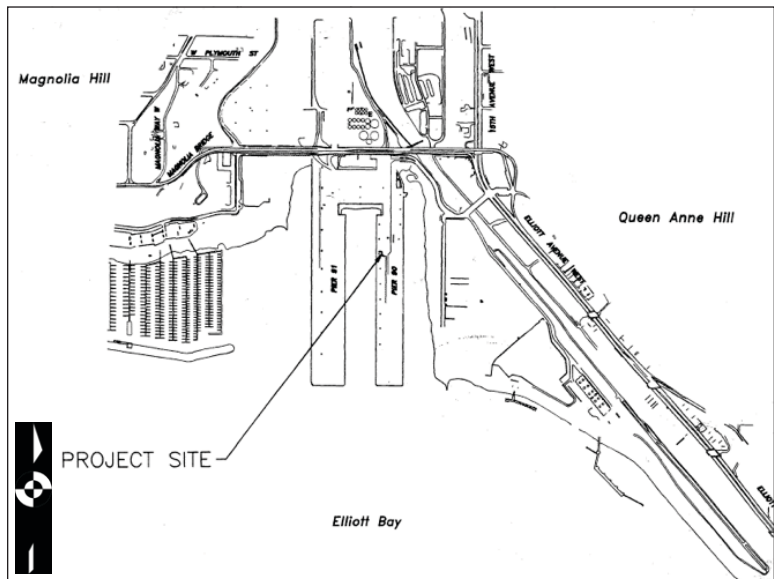 W PLYMOUTH ST
Magnolia Hill
MAGNOLIA WAY W
MAGNOLIA BRIDGE
15TH AVENUE WEST
Queen Anne Hill
ELLIOTT AVENUE WEST
PIER 91
PIER 90
PROJECT SITE
Elliott Bay
ELLIOTT